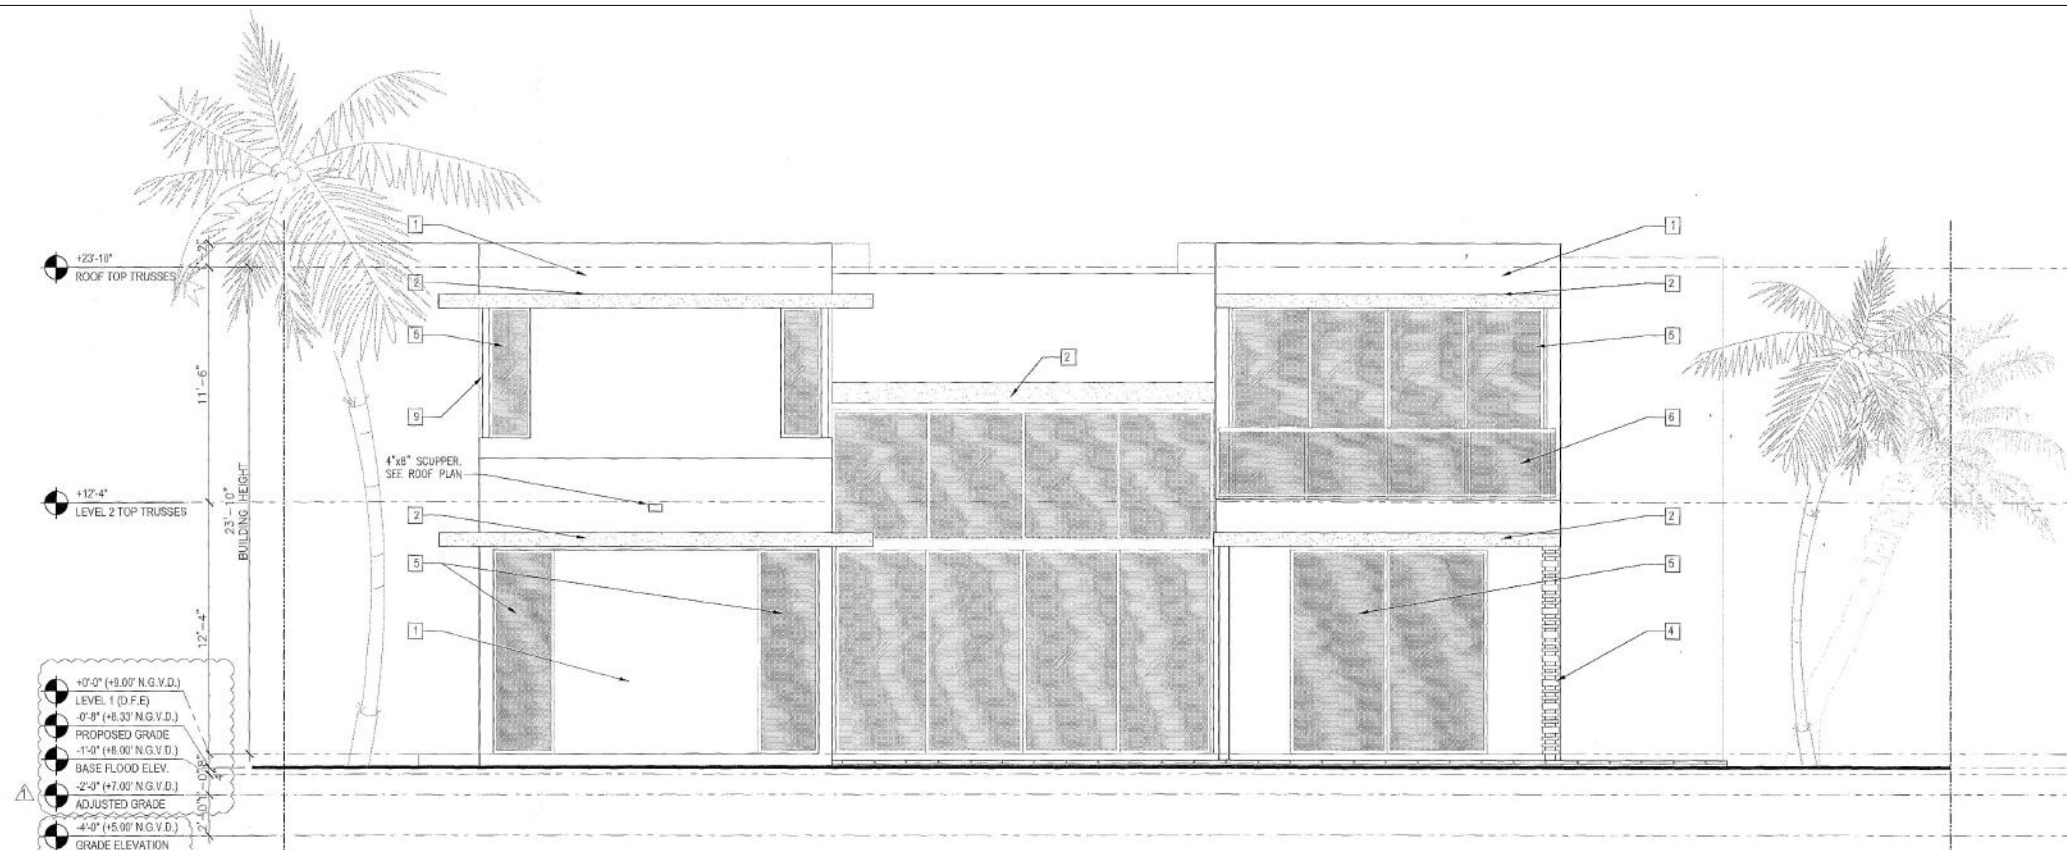 1
1
+23'-10"
ROOF TOP TRUSSES
2
2
5
5
2
11'-6"
9
6
4"x8" SCUPPER.
SEE ROOF PLAN
+12'-4"
LEVEL 2 TOP TRUSSES
23'-10"
BUILDING HEIGHT
2
2
5
5
12'-4"
1
4
+0'-0" (+9.00' N.G.V.D.)
LEVEL 1 (D.F.E)
-0'-8" (+8.33' N.G.V.D.)
PROPOSED GRADE
-1'-0" (+8.00' N.G.V.D.)
BASE FLOOD ELEV.
-2'-0" (+7.00' N.G.V.D.)
ADJUSTED GRADE
1
-4'-0" (+5.00' N.G.V.D.)
GRADE ELEVATION